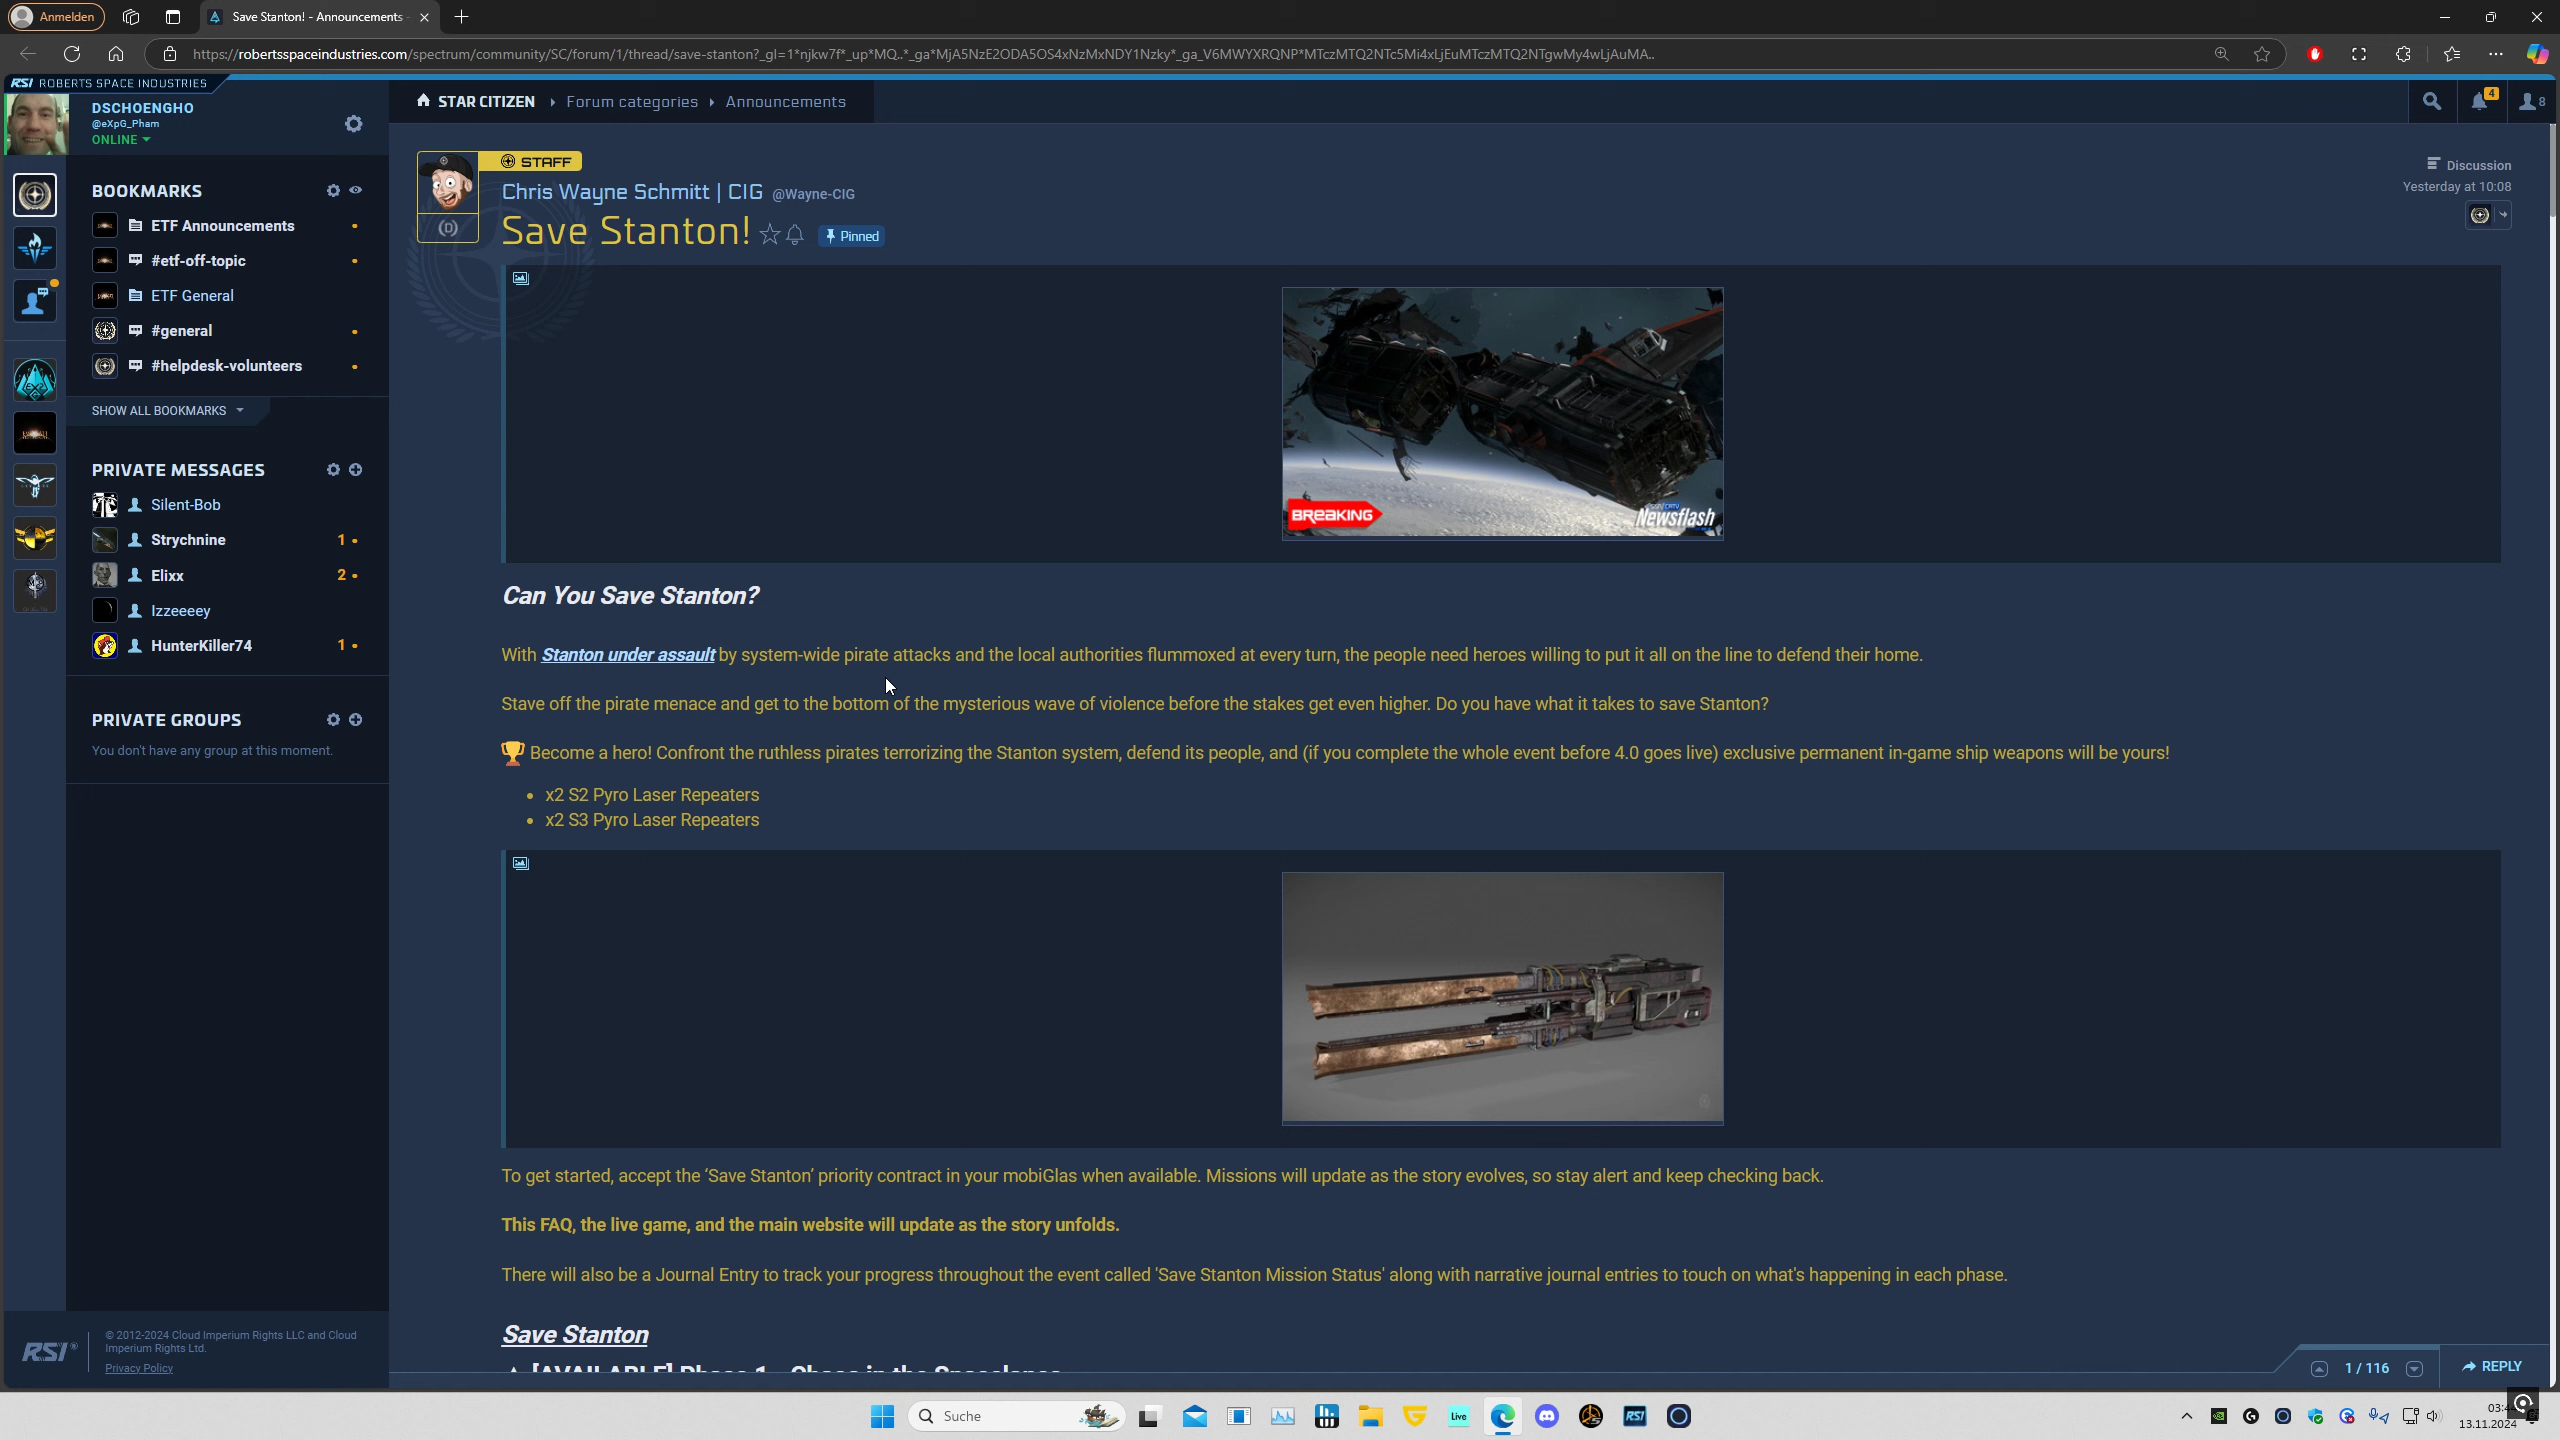 Anmelden
Save Stanton! - Announcements -
https://robertsspaceindustries.com/spectrum/community/SC/forum/1/thread/save-stanton?_gl=1*njkw7f*_up*MQ..*_ga*MjA5NzE2ODA5OS4xNzMxNDY1Nzky*_ga_V6MWYXRQNP*MTczMTQ2NTc5Mi4xLjEuMTczMTQ2NTgwMy4wLjAuMA..
RSI ROBERTS SPACE INDUSTRIES
DSCHOENGHO
@eXpG_Pham
ONLINE
STAR CITIZEN Forum categories Announcements
4
8
BOOKMARKS
ETF Announcements
#etf-off-topic
ETF General
#general
#helpdesk-volunteers
SHOW ALL BOOKMARKS
PRIVATE MESSAGES
Silent-Bob
Strychnine 1
Elixx 2
Izzeeeey
HunterKiller74 1
PRIVATE GROUPS
You don't have any group at this moment.
RSI
© 2012-2024 Cloud Imperium Rights LLC and Cloud
Imperium Rights Ltd.
Privacy Policy
STAFF
Chris Wayne Schmitt | CIG @Wayne-CIG
Save Stanton! Pinned
Discussion
Yesterday at 10:08
BREAKING
Newsflash
Can You Save Stanton?
With Stanton under assault by system-wide pirate attacks and the local authorities flummoxed at every turn, the people need heroes willing to put it all on the line to defend their home.
Stave off the pirate menace and get to the bottom of the mysterious wave of violence before the stakes get even higher. Do you have what it takes to save Stanton?
🏆 Become a hero! Confront the ruthless pirates terrorizing the Stanton system, defend its people, and (if you complete the whole event before 4.0 goes live) exclusive permanent in-game ship weapons will be yours!
• x2 S2 Pyro Laser Repeaters
• x2 S3 Pyro Laser Repeaters
To get started, accept the ‘Save Stanton’ priority contract in your mobiGlas when available. Missions will update as the story evolves, so stay alert and keep checking back.
This FAQ, the live game, and the main website will update as the story unfolds.
There will also be a Journal Entry to track your progress throughout the event called 'Save Stanton Mission Status' along with narrative journal entries to touch on what's happening in each phase.
Save Stanton
[AVAILABLE] Phase 1 - Chaos in the Spacelanes
1 / 116
REPLY
Suche
Live
RSI
03:44
13.11.2024